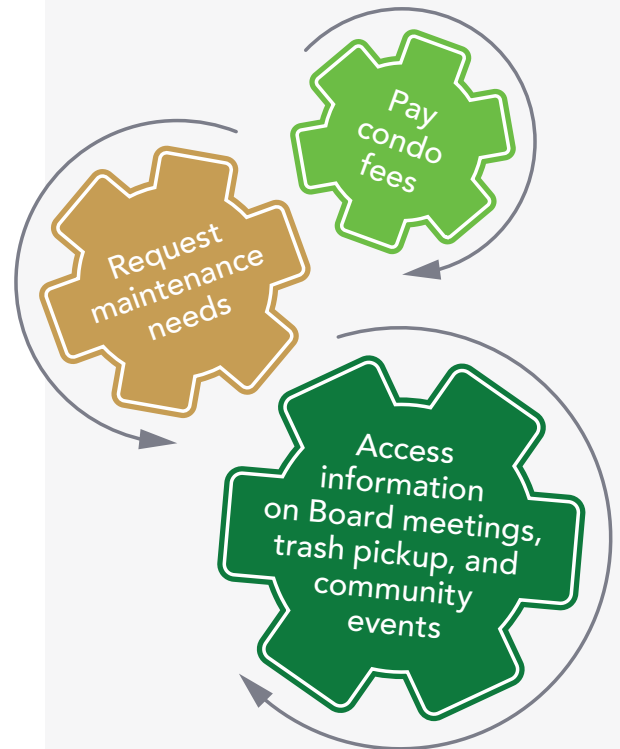 Pay
condo
fees
Request
maintenance
needs
Access
information
on Board meetings,
trash pickup, and
community
events